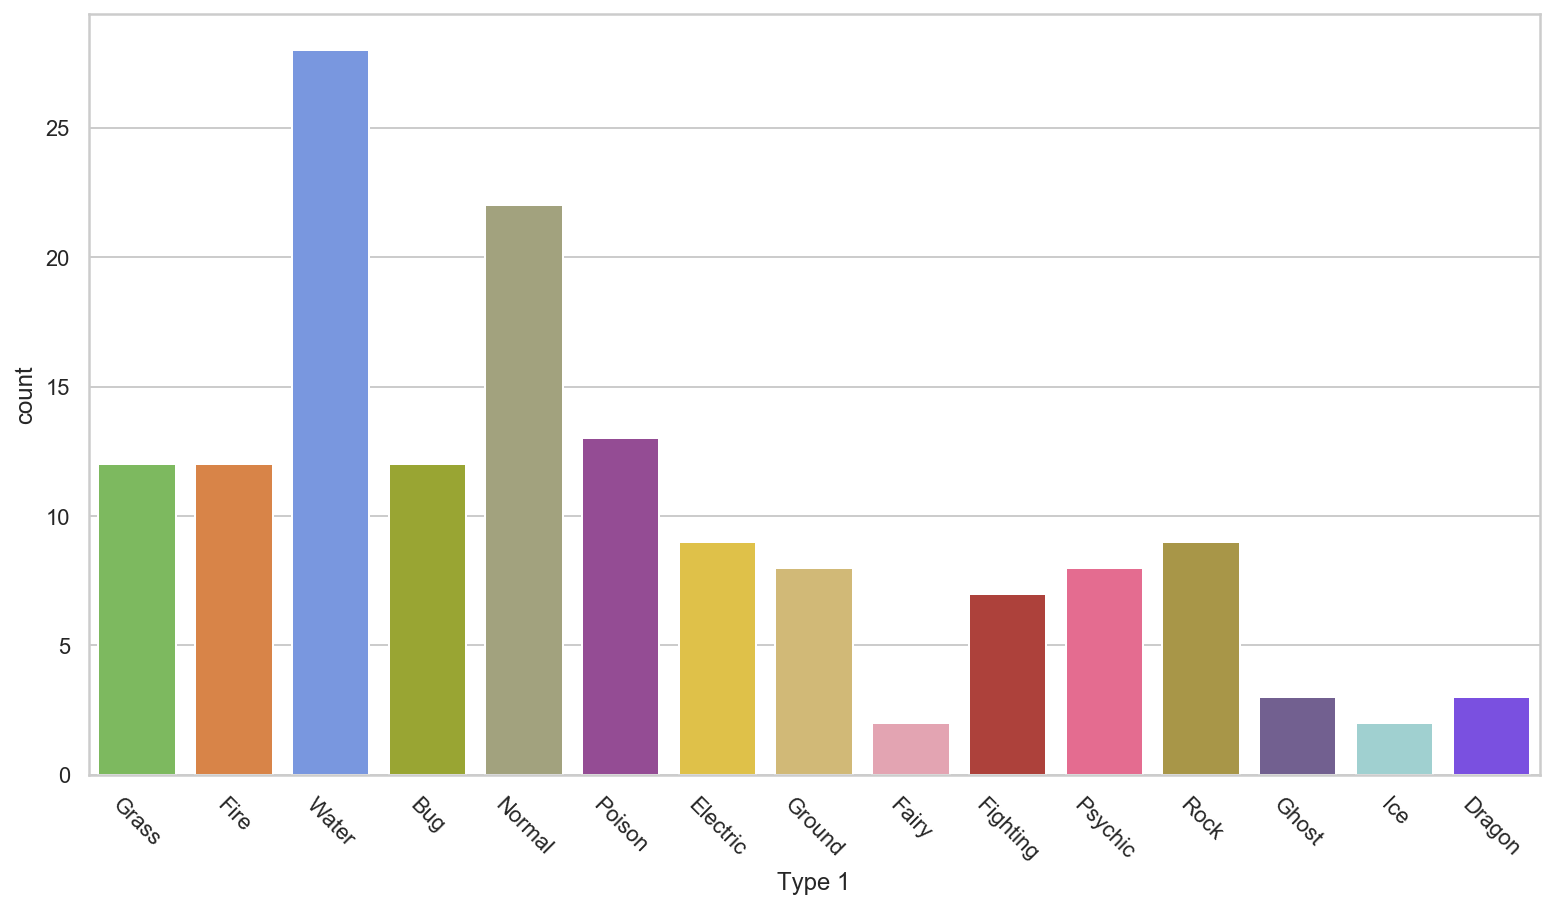 25
20
15
10
5
0
count
Grass
Fire
Water
Bug
Normal
Poison
Electric
Ground
Fairy
Fighting
Psychic
Rock
Ghost
Ice
Dragon
Type 1